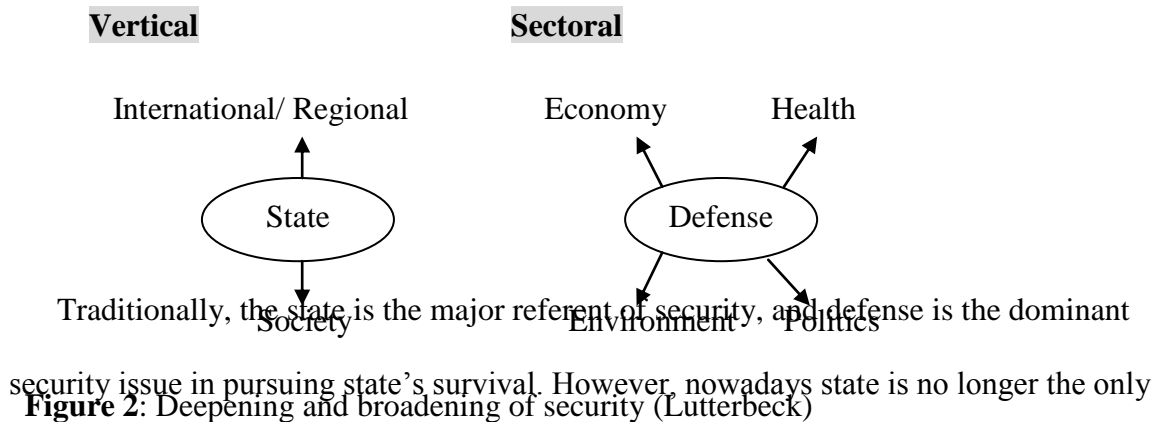 Vertical Sectoral
International/ Regional Economy Health
State Defense
Traditionally, the state is the major referent of security, and defense is the dominant
Society Environment Politics
security issue in pursuing state's survival. However, nowadays state is no longer the only
Figure 2: Deepening and broadening of security (Lutterbeck)